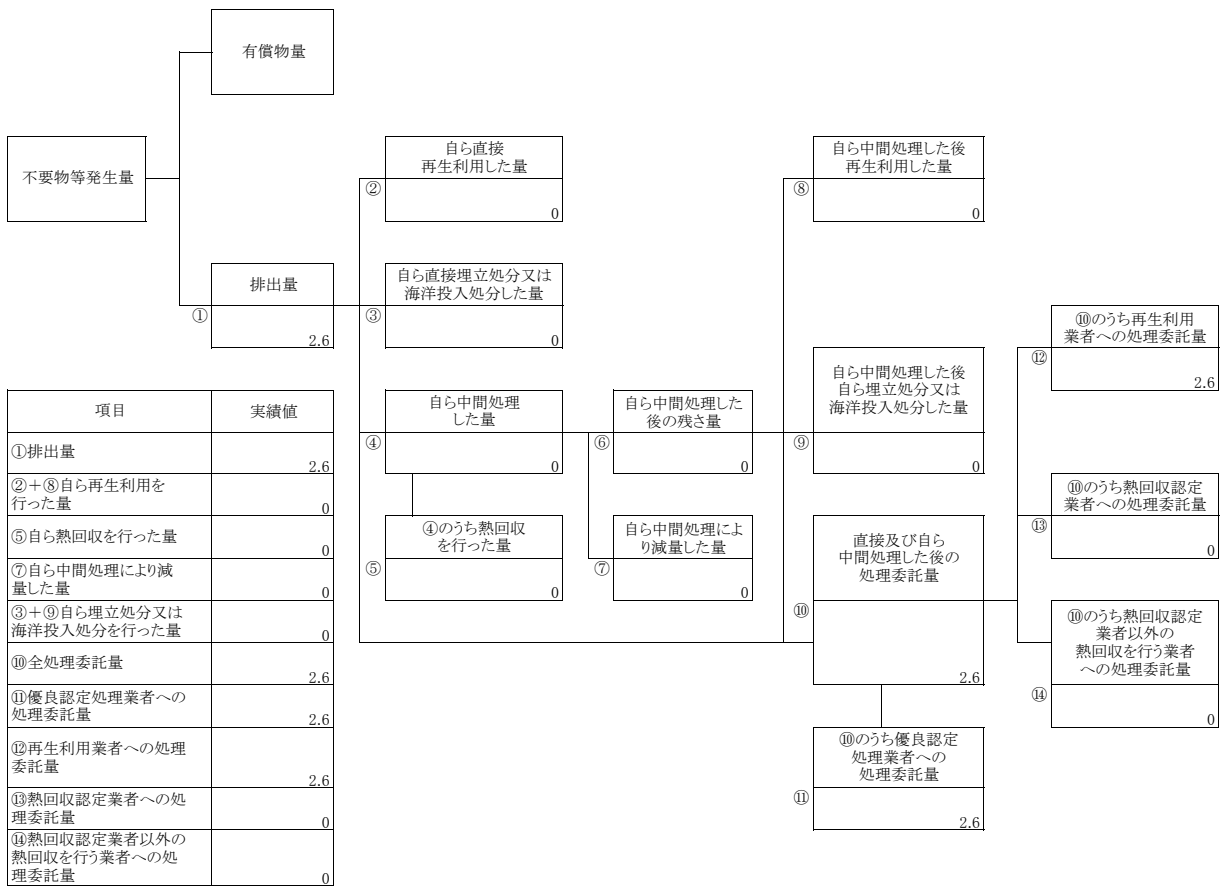 有償物量
不要物等発生量
自ら直接
再生利用した量
②
0
自ら中間処理した後
再生利用した量
⑧
0
排出量
①
2.6
自ら直接埋立処分又は
海洋投入処分した量
③
0
自ら中間処理
した量
④
0
自ら中間処理した
後の残さ量
⑥
0
自ら中間処理した後
自ら埋立処分又は
海洋投入処分した量
⑨
0
④のうち熱回収
を行った量
⑤
0
自ら中間処理によ
り減量した量
⑦
0
直接及び自ら
中間処理した後の
処理委託量
⑩
2.6
⑩のうち優良認定
処理業者への
処理委託量
⑪
2.6
⑩のうち再生利用
業者への処理委託量
⑫
2.6
⑩のうち熱回収認定
業者への処理委託量
⑬
0
⑩のうち熱回収認定
業者以外の
熱回収を行う業者
への処理委託量
⑭
0
項目 実績値
①排出量
2.6
②+⑧自ら再生利用を
行った量
0
⑤自ら熱回収を行った量
0
⑦自ら中間処理により減
量した量
0
③+⑨自ら埋立処分又は
海洋投入処分を行った量
0
⑩全処理委託量
2.6
⑪優良認定処理業者への
処理委託量
2.6
⑫再生利用業者への処理
委託量
2.6
⑬熱回収認定業者への処
理委託量
0
⑭熱回収認定業者以外の
熱回収を行う業者への処
理委託量
0